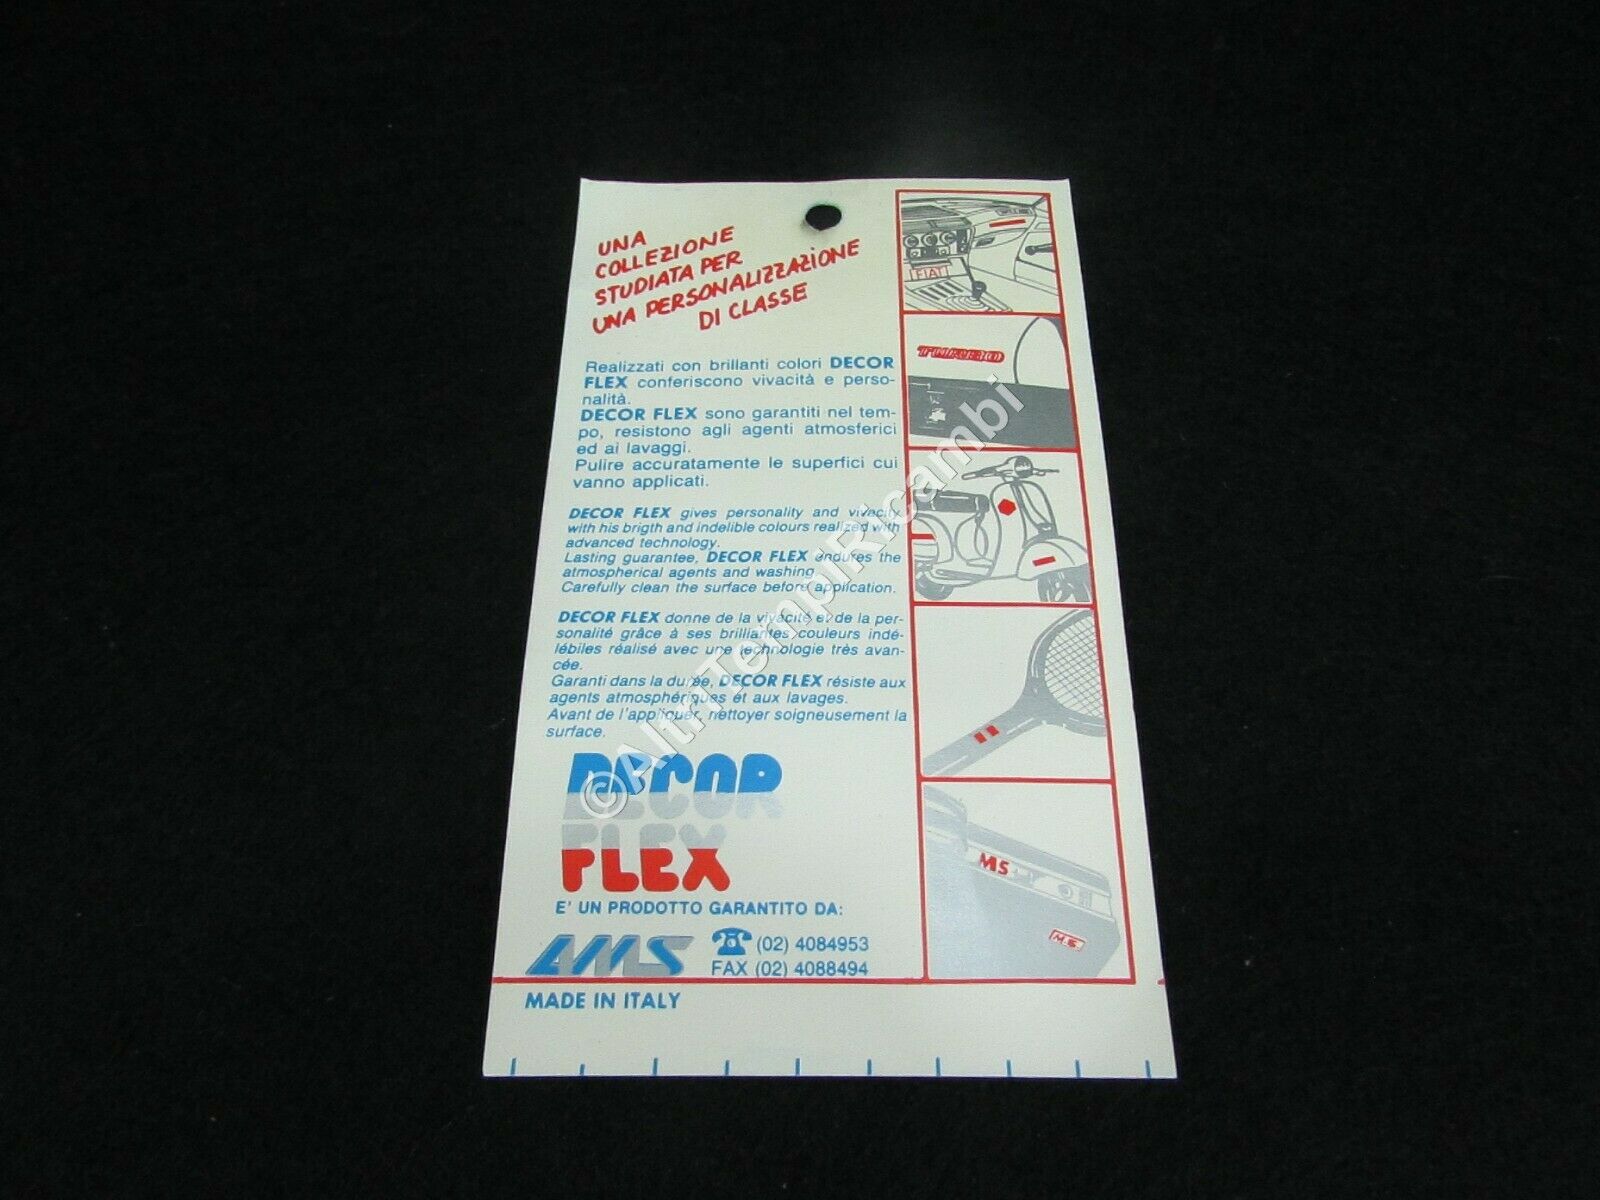 UNA
COLLEZIONE
STUDIATA PER
UNA PERSONALIZZAZIONE
DI CLASSE
Realizzati con brillanti colori DECOR
FLEX conferiscono vivacità e perso-
nalità.
DECOR FLEX sono garantiti nel tem-
po, resistono agli agenti atmosferici
ed ai lavaggi.
Pulire accuratamente le superfici cui
vanno applicati.
DECOR FLEX gives personality and vivacity
with his brigth and indelible colours realized with
advanced technology.
Lasting guarantee, DECOR FLEX endures the
atmospherical agents and washing.
Carefully clean the surface before application.
DECOR FLEX donne de la vivacité et de la per-
sonalité grâce à ses brillantes couleurs indé-
lébiles réalisé avec une technologie très avan-
cée.
Garanti dans la durée, DECOR FLEX résiste aux
agents atmosphériques et aux lavages.
Avant de l'appliquer, nettoyer soigneusement la
surface.
DECOR
FLEX
E' UN PRODOTTO GARANTITO DA:
AMS ☎ (02) 4084953
FAX (02) 4088494
MADE IN ITALY
FIAT
TURBO
MS
M.S.
©AltriTempiRicambi